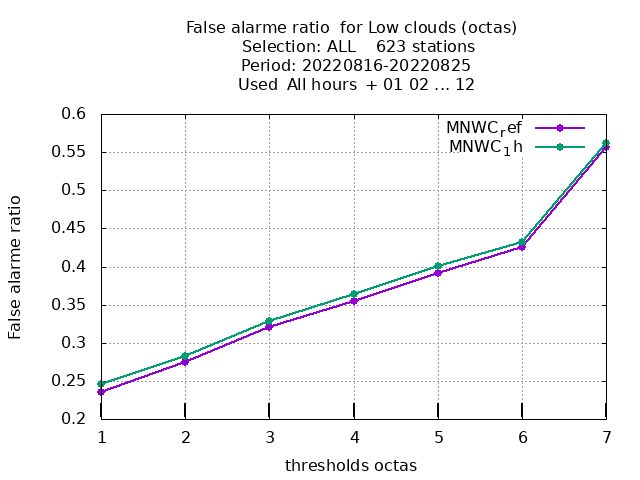 False alarme ratio  for Low clouds (octas)
Selection: ALL    623 stations
Period: 20220816-20220825
Used  All hours  + 01 02 ... 12
0.6
0.55
0.5
0.45
0.4
0.35
0.3
0.25
0.2
False alarme ratio
MNWCref
MNWC1h
1 2 3 4 5 6 7
thresholds octas